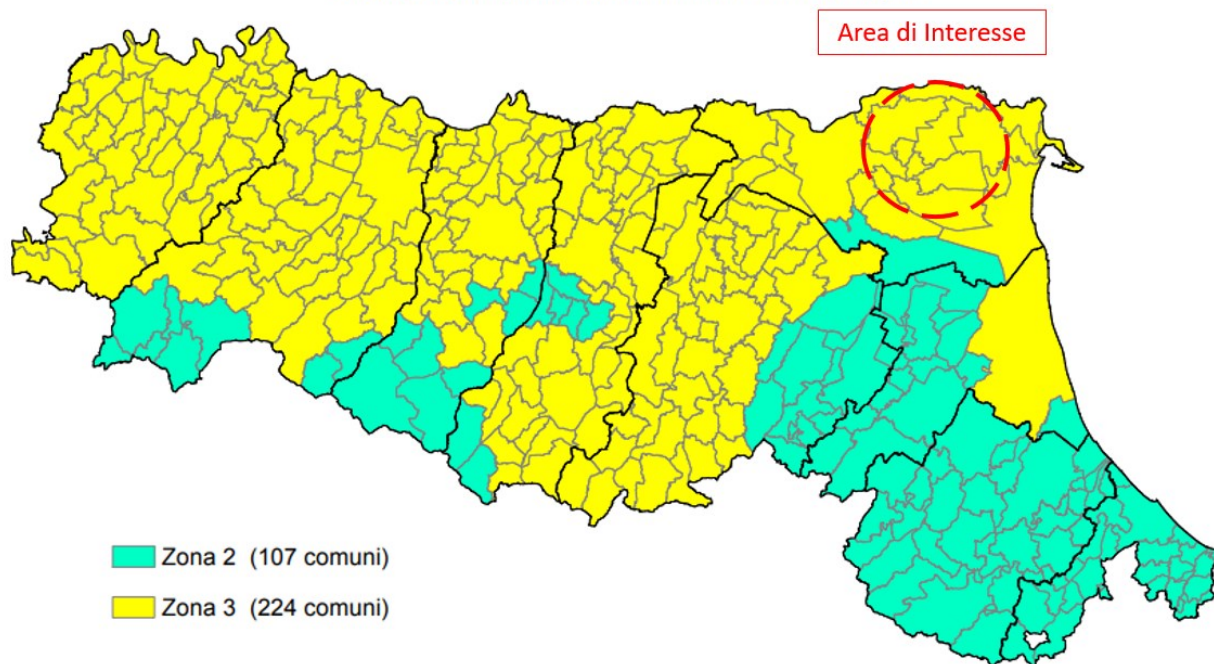 Area di Interesse
Zona 2 (107 comuni)
Zona 3 (224 comuni)